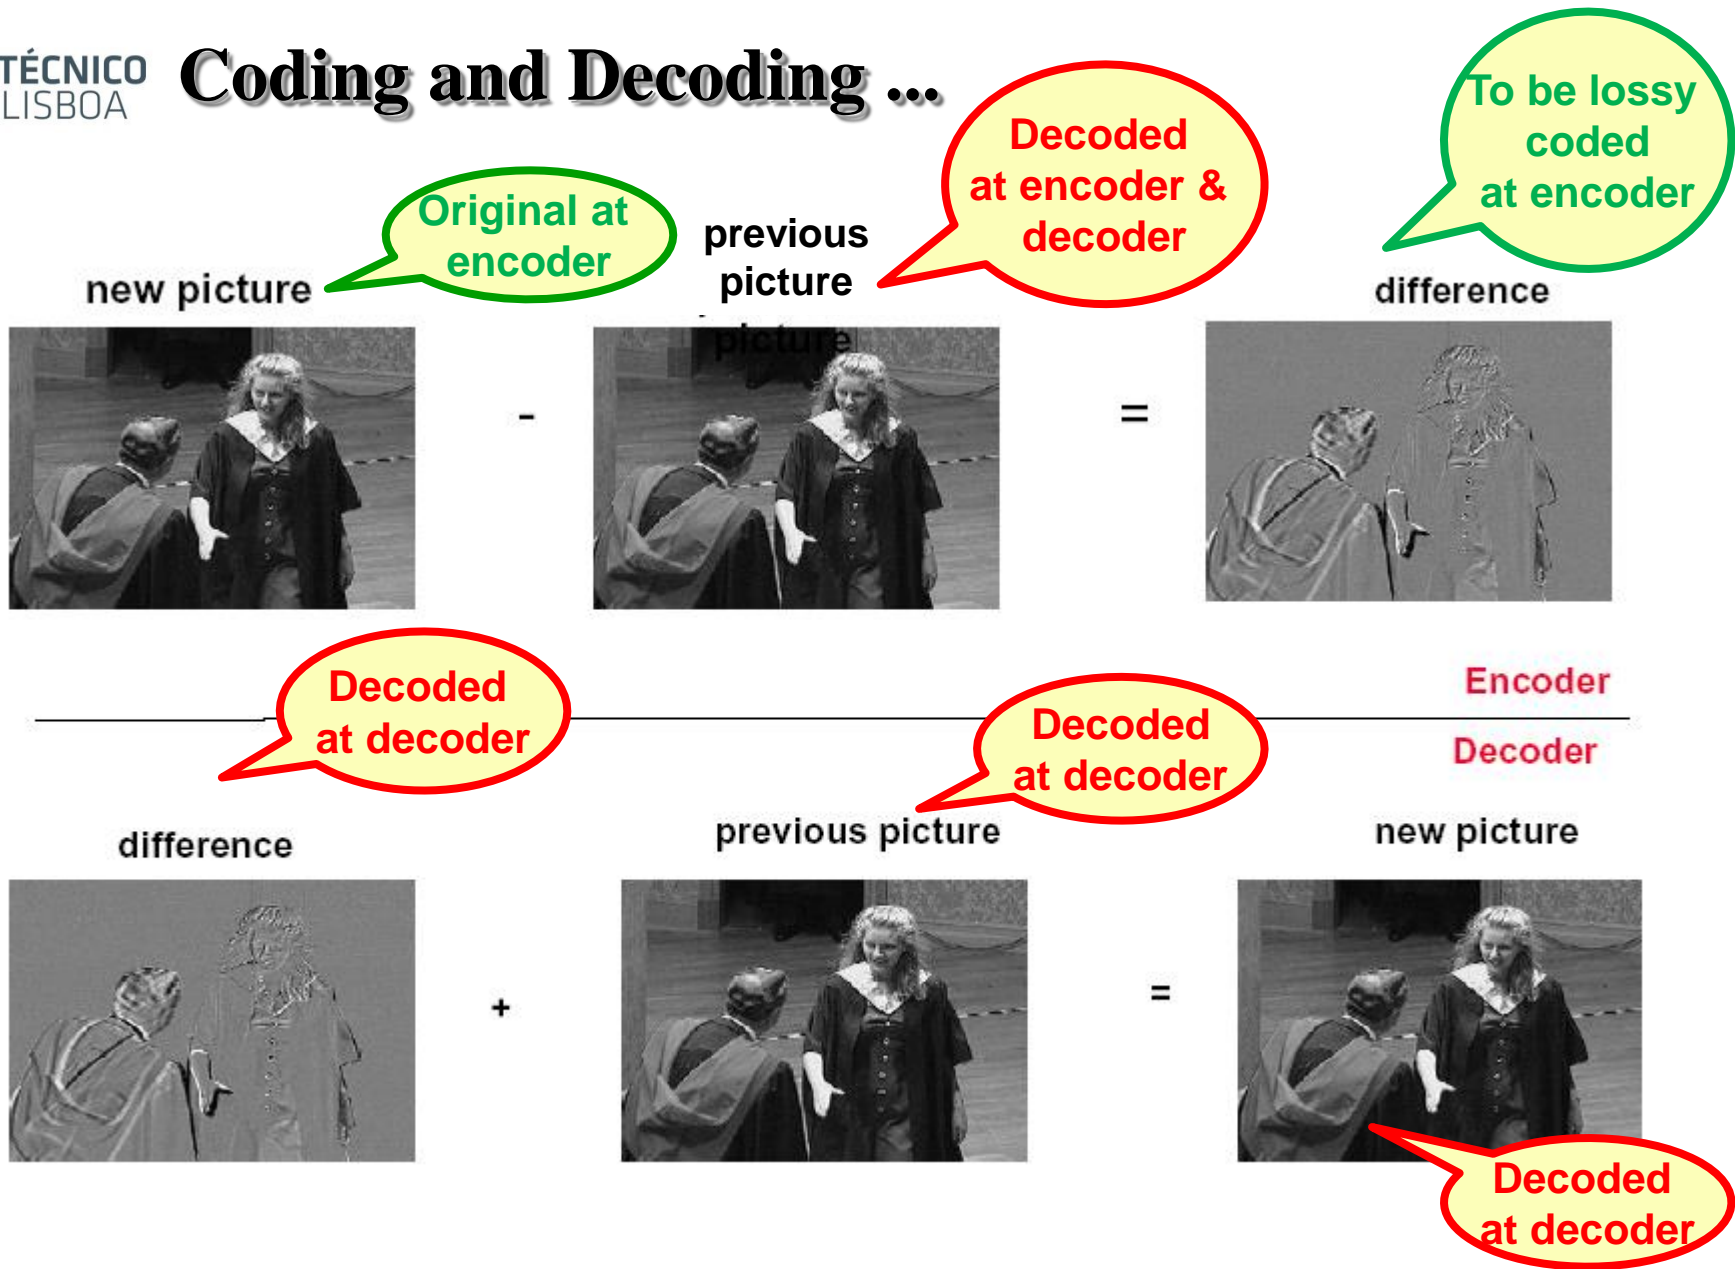 TÉCNICO
LISBOA
Coding and Decoding ...
To be lossy
coded
at encoder
Decoded
at encoder &
decoder
Original at
encoder
previous
picture
picture
new picture
difference
-
=
Encoder
Decoded
at decoder
Decoded
at decoder
Decoder
difference
previous picture
new picture
+
=
Decoded
at decoder